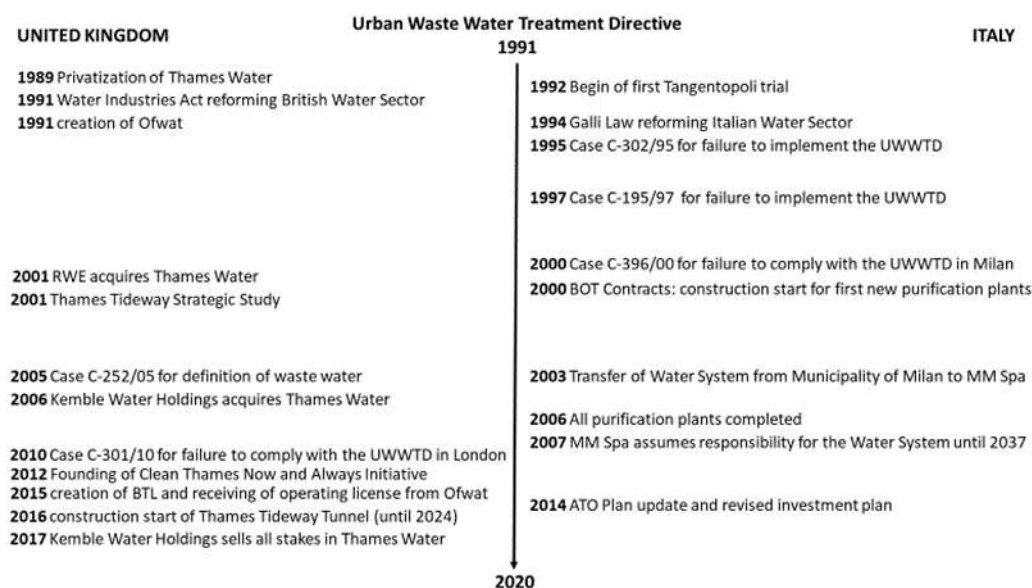 Urban Waste Water Treatment Directive
1991
UNITED KINGDOM
ITALY
1989 Privatization of Thames Water
1991 Water Industries Act reforming British Water Sector
1991 creation of Ofwat
2001 RWE acquires Thames Water
2001 Thames Tideway Strategic Study
2005 Case C-252/05 for definition of waste water
2006 Kemble Water Holdings acquires Thames Water
2010 Case C-301/10 for failure to comply with the UWWTD in London
2012 Founding of Clean Thames Now and Always Initiative
2015 creation of BTL and receiving of operating license from Ofwat
2016 construction start of Thames Tideway Tunnel (until 2024)
2017 Kemble Water Holdings sells all stakes in Thames Water
1992 Begin of first Tangentopoli trial
1994 Galli Law reforming Italian Water Sector
1995 Case C-302/95 for failure to implement the UWWTD
1997 Case C-195/97 for failure to implement the UWWTD
2000 Case C-396/00 for failure to comply with the UWWTD in Milan
2000 BOT Contracts: construction start for first new purification plants
2003 Transfer of Water System from Municipality of Milan to MM Spa
2006 All purification plants completed
2007 MM Spa assumes responsibility for the Water System until 2037
2014 ATO Plan update and revised investment plan
2020